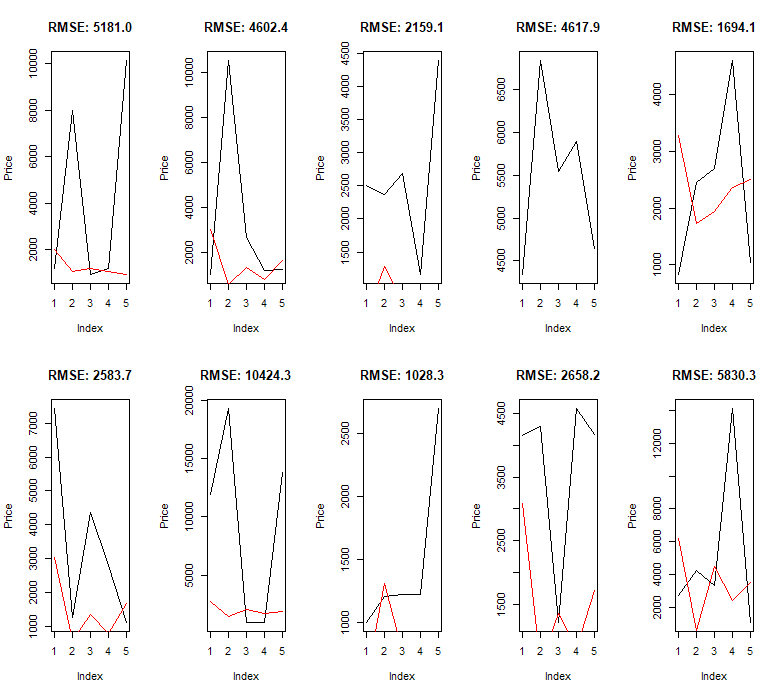 RMSE: 5181.0
Price
10000
8000
6000
4000
2000
1 2 3 4 5
Index
RMSE: 4602.4
Price
10000
8000
6000
4000
2000
1 2 3 4 5
Index
RMSE: 2159.1
Price
4500
4000
3500
3000
2500
2000
1500
1 2 3 4 5
Index
RMSE: 4617.9
Price
6500
6000
5500
5000
4500
1 2 3 4 5
Index
RMSE: 1694.1
Price
4000
3000
2000
1000
1 2 3 4 5
Index
RMSE: 2583.7
Price
7000
6000
5000
4000
3000
2000
1000
1 2 3 4 5
Index
RMSE: 10424.3
Price
20000
15000
10000
5000
1 2 3 4 5
Index
RMSE: 1028.3
Price
2500
2000
1500
1000
1 2 3 4 5
Index
RMSE: 2658.2
Price
4500
3500
2500
1500
1 2 3 4 5
Index
RMSE: 5830.3
Price
12000
8000
6000
4000
2000
1 2 3 4 5
Index